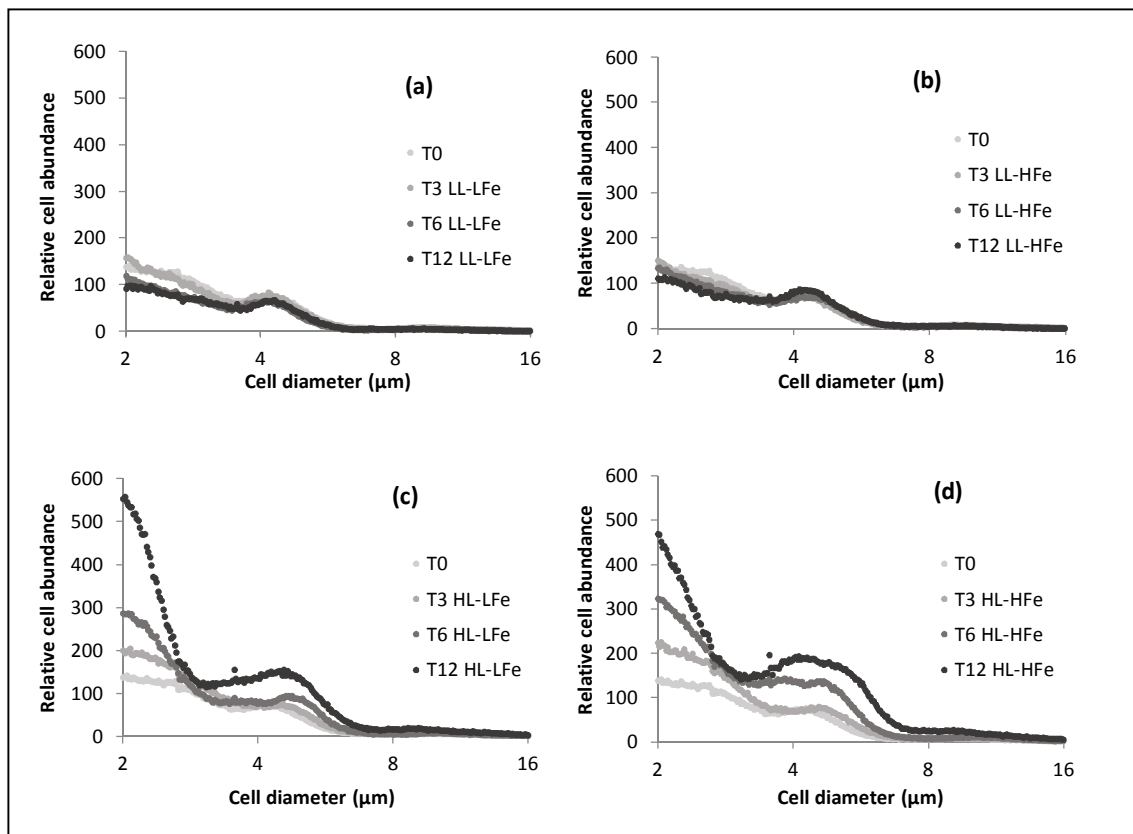 600
500
400
300
200
100
0
Relative cell abundance
(a)
T0
T3 LL-LFe
T6 LL-LFe
T12 LL-LFe
2 4 8 16
Cell diameter (µm)
600
500
400
300
200
100
0
Relative cell abundance
(b)
T0
T3 LL-HFe
T6 LL-HFe
T12 LL-HFe
2 4 8 16
Cell diameter (µm)
600
500
400
300
200
100
0
Relative cell abundance
(c)
T0
T3 HL-LFe
T6 HL-LFe
T12 HL-LFe
2 4 8 16
Cell diameter (µm)
600
500
400
300
200
100
0
Relative cell abundance
(d)
T0
T3 HL-HFe
T6 HL-HFe
T12 HL-HFe
2 4 8 16
Cell diameter (µm)